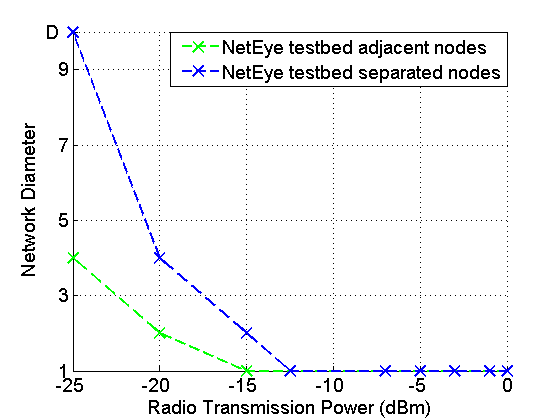 D
NetEye testbed adjacent nodes
NetEye testbed separated nodes
9
7
5
3
1
Network Diameter
-25 -20 -15 -10 -5 0
Radio Transmission Power (dBm)